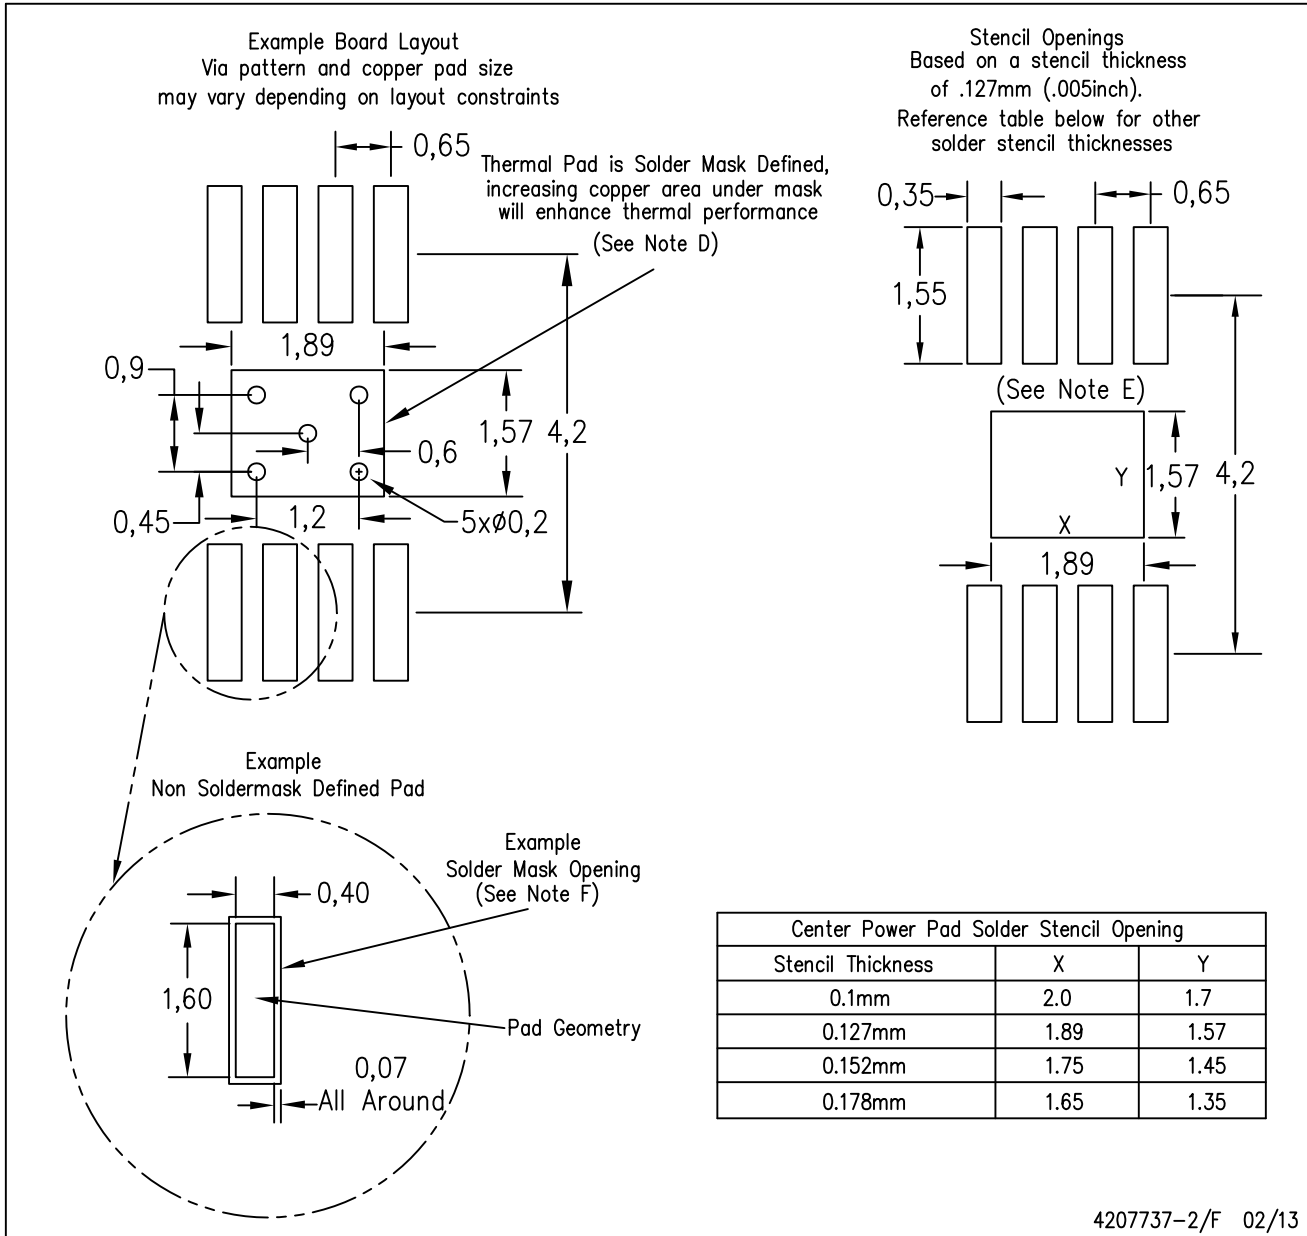 Example Board Layout
Via pattern and copper pad size
may vary depending on layout constraints
0,65
Thermal Pad is Solder Mask Defined,
increasing copper area under mask
will enhance thermal performance
(See Note D)
1,89
0,9
1,57
4,2
0,6
0,45
1,2
5xø0,2
Stencil Openings
Based on a stencil thickness
of .127mm (.005inch).
Reference table below for other
solder stencil thicknesses
0,35
0,65
1,55
(See Note E)
Y
1,57
4,2
X
1,89
Example
Non Soldermask Defined Pad
Example
Solder Mask Opening
(See Note F)
0,40
1,60
Pad Geometry
0,07
All Around
Center Power Pad Solder Stencil Opening
Stencil Thickness X Y
0.1mm 2.0 1.7
0.127mm 1.89 1.57
0.152mm 1.75 1.45
0.178mm 1.65 1.35
4207737-2/F 02/13